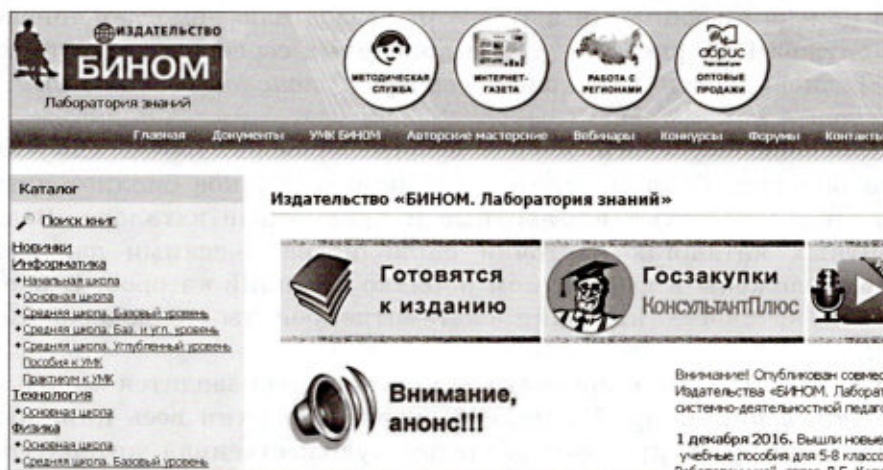 ИЗДАТЕЛЬСТВО
БИНОМ
Лаборатория знаний
МЕТОДИЧЕСКАЯ
СЛУЖБА
ИНТЕРНЕТ-
ГАЗЕТА
РАБОТА С
РЕГИОНАМИ
абрис
ОПТОВЫЕ
ПРОДАЖИ
Главная Документы УМК БИНОМ Авторские мастерские Вебинары Конкурсы Форумы Контакты
Каталог
Поиск книг
Новинки
Информатика
Начальная школа
Основная школа
Средняя школа. Базовый уровень
Средняя школа. Баз. и угл. уровень
Средняя школа. Углубленный уровень
Пособия к УМК
Практикум к УМК
Технология
Основная школа
Физика
Основная школа
Средняя школа. Базовый уровень
Издательство «БИНОМ. Лаборатория знаний»
Готовятся
к изданию
Госзакупки
КонсультантПлюс
Внимание,
анонс!!!
Внимание! Опубликован совмес
Издательства «БИНОМ. Лаборат
системно-деятельностной педагог
1 декабря 2016. Вышли новые
учебные пособия для 5-8 классо